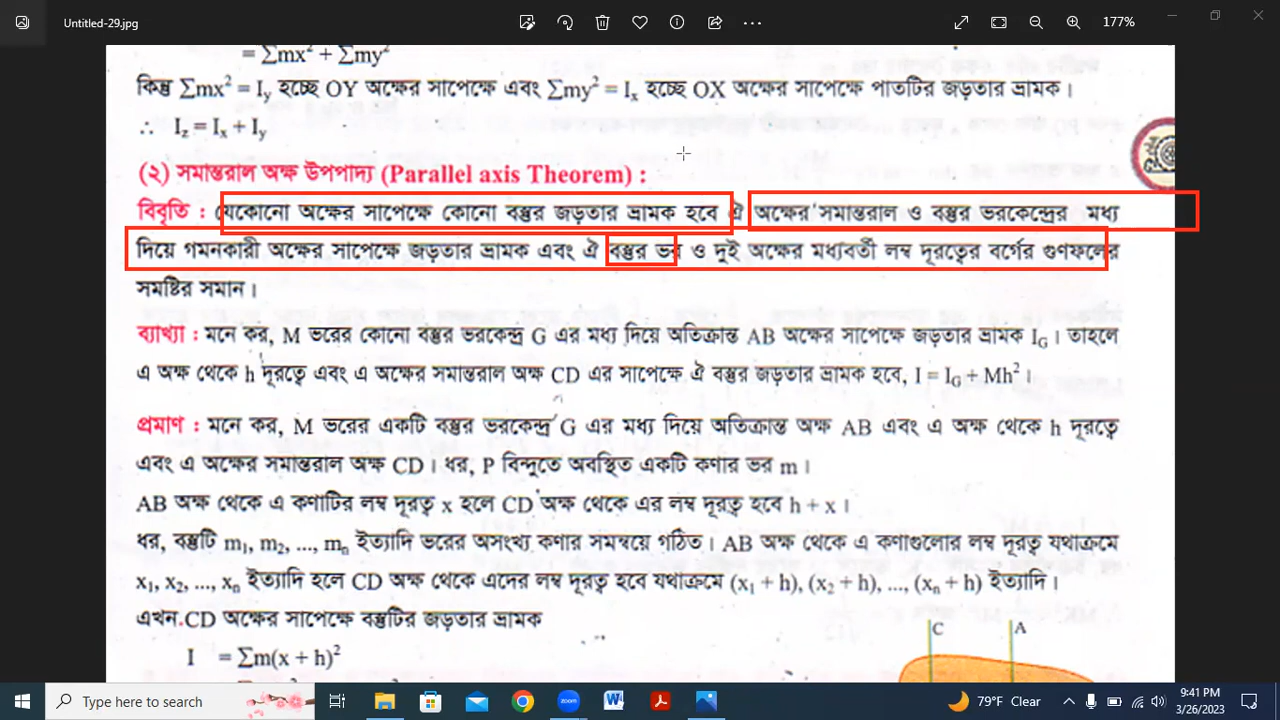 Untitled-29.jpg
177%
= ∑mx² + ∑my²
কিন্তু ∑mx² = Iy হচ্ছে OY অক্ষের সাপেক্ষে এবং ∑my² = Ix হচ্ছে OX অক্ষের সাপেক্ষে পাতটির জড়তার ভ্রামক।
∴ Iz = Ix + Iy
(২) সমান্তরাল অক্ষ উপপাদ্য (Parallel axis Theorem) :
বিবৃতি : যেকোনো অক্ষের সাপেক্ষে কোনো বস্তুর জড়তার ভ্রামক হবে ঐ অক্ষের সমান্তরাল ও বস্তুর ভরকেন্দ্রের মধ্য
দিয়ে গমনকারী অক্ষের সাপেক্ষে জড়তার ভ্রামক এবং ঐ বস্তুর ভর ও দুই অক্ষের মধ্যবর্তী লম্ব দূরত্বের বর্গের গুণফলের
সমষ্টির সমান।
ব্যাখ্যা : মনে কর, M ভরের কোনো বস্তুর ভরকেন্দ্র G এর মধ্য দিয়ে অতিক্রান্ত AB অক্ষের সাপেক্ষে জড়তার ভ্রামক IG। তাহলে
এ অক্ষ থেকে h দূরত্বে এবং এ অক্ষের সমান্তরাল অক্ষ CD এর সাপেক্ষে ঐ বস্তুর জড়তার ভ্রামক হবে, I = IG + Mh²।
প্রমাণ : মনে কর, M ভরের একটি বস্তুর ভরকেন্দ্র G এর মধ্য দিয়ে অতিক্রান্ত অক্ষ AB এবং এ অক্ষ থেকে h দূরত্বে
এবং এ অক্ষের সমান্তরাল অক্ষ CD। ধর, P বিন্দুতে অবস্থিত একটি কণার ভর m।
AB অক্ষ থেকে এ কণাটির লম্ব দূরত্ব x হলে CD অক্ষ থেকে এর লম্ব দূরত্ব হবে h + x।
ধর, বস্তুটি m₁, m₂, ..., mₙ ইত্যাদি ভরের অসংখ্য কণার সমন্বয়ে গঠিত। AB অক্ষ থেকে এ কণাগুলোর লম্ব দূরত্ব যথাক্রমে
x₁, x₂, ..., xₙ ইত্যাদি হলে CD অক্ষ থেকে এদের লম্ব দূরত্ব হবে যথাক্রমে (x₁ + h), (x₂ + h), ..., (xₙ + h) ইত্যাদি।
এখন CD অক্ষের সাপেক্ষে বস্তুটির জড়তার ভ্রামক
I = ∑m(x + h)²
C A
Type here to search
zoom
79°F Clear
9:41 PM
3/26/2023